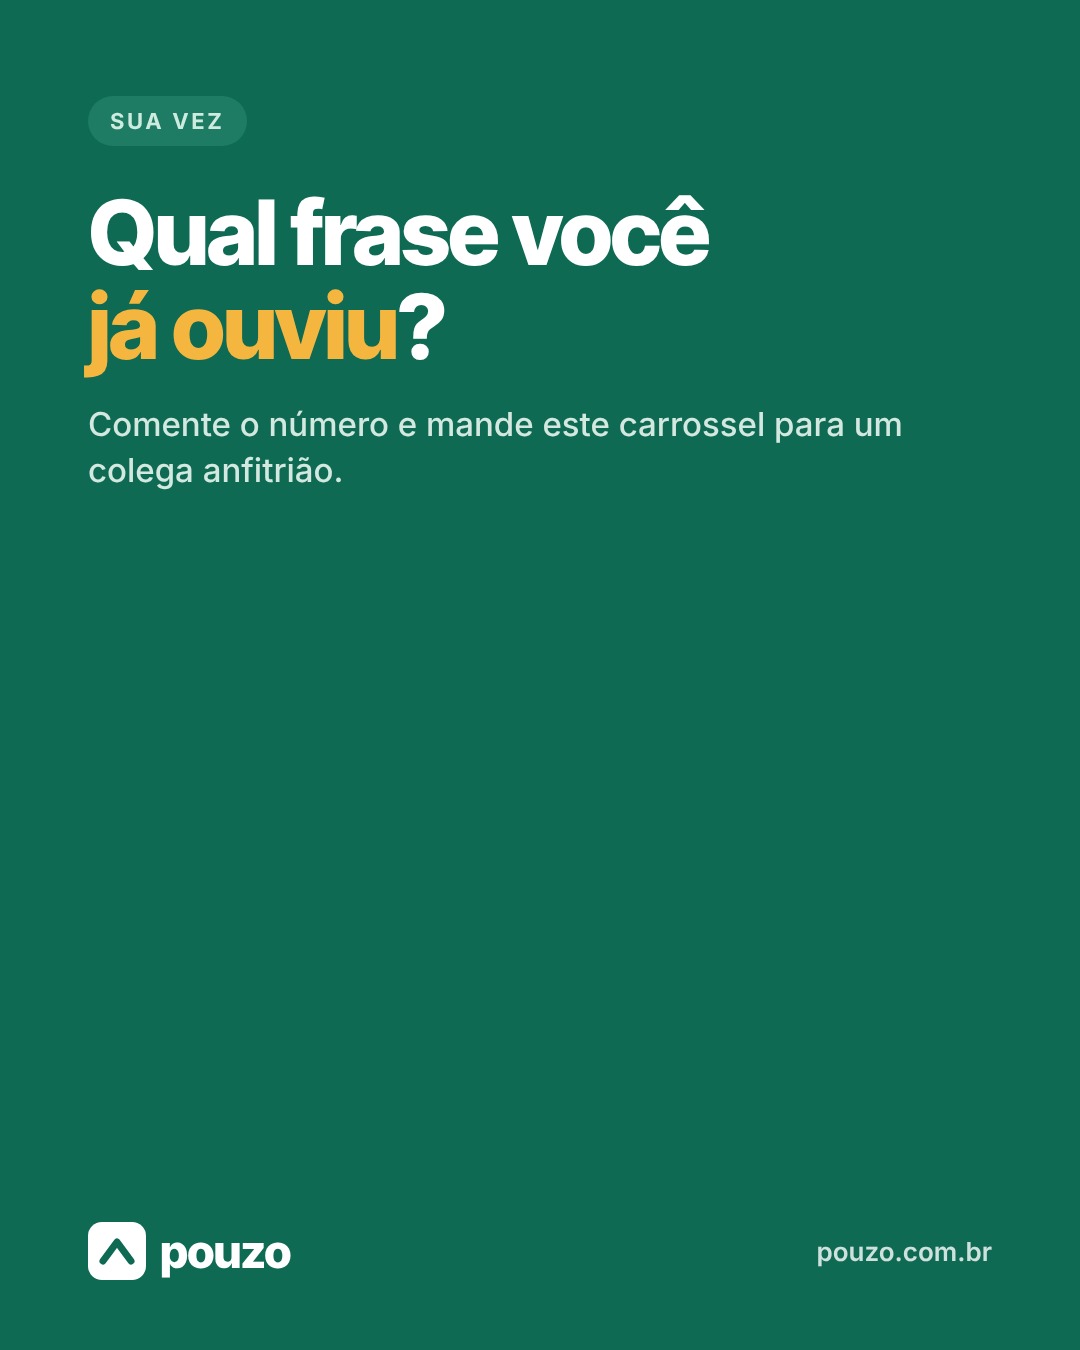 SUA VEZ
Qual frase você
já ouviu?
Comente o número e mande este carrossel para um
colega anfitrião.
pouzo
pouzo.com.br